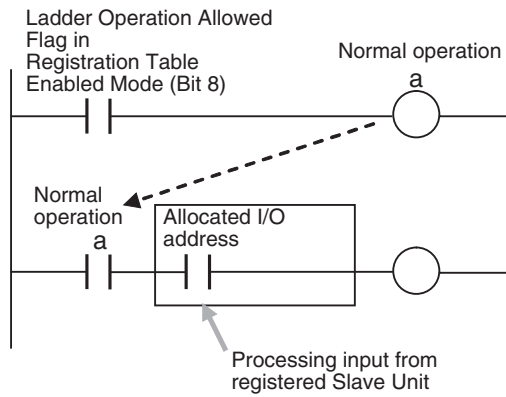 Ladder Operation Allowed
Flag in
Registration Table
Enabled Mode (Bit 8)
Normal operation
a
Normal
operation
a
Allocated I/O
address
Processing input from
registered Slave Unit